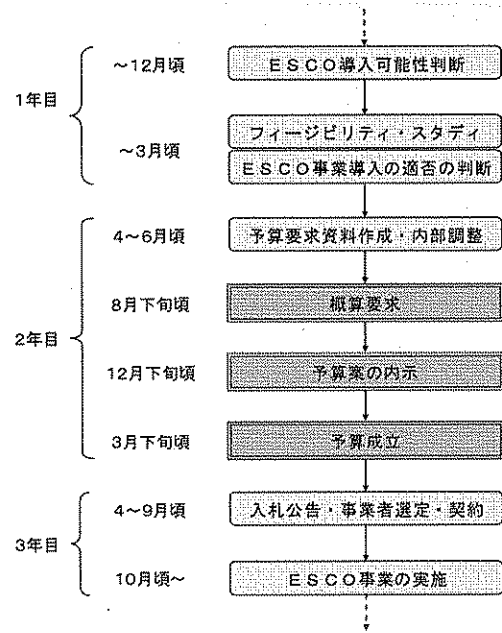 1年目
～12月頃
ＥＳＣＯ導入可能性判断
～3月頃
フィージビリティ・スタディ
ＥＳＣＯ事業導入の適否の判断
2年目
4～6月頃
予算要求資料作成・内部調整
8月下旬頃
概算要求
12月下旬頃
予算案の内示
3月下旬頃
予算成立
3年目
4～9月頃
入札公告・事業者選定・契約
10月頃～
ＥＳＣＯ事業の実施